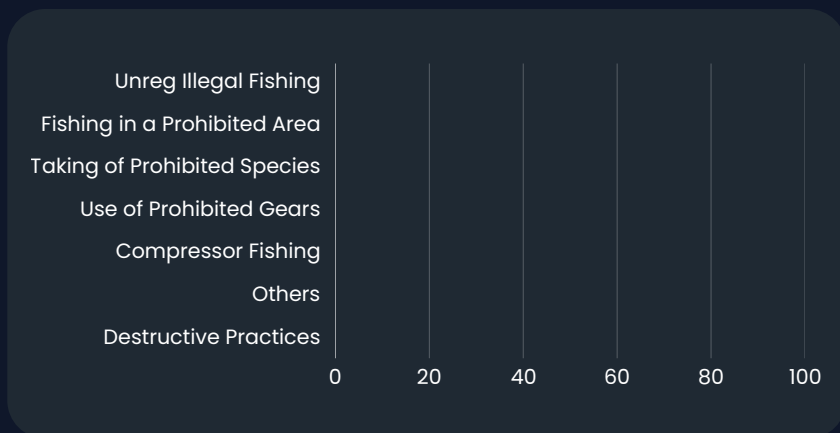 Unreg Illegal Fishing
Fishing in a Prohibited Area
Taking of Prohibited Species
Use of Prohibited Gears
Compressor Fishing
Others
Destructive Practices
0 20 40 60 80 100